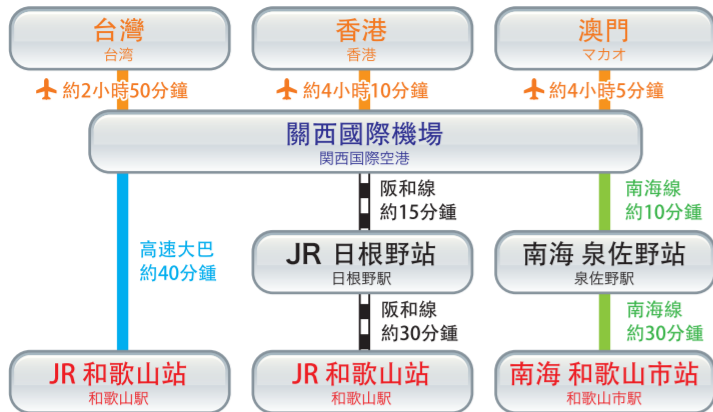 台灣
台湾
香港
香港
澳門
マカオ
約2小時50分鐘
約4小時10分鐘
約4小時5分鐘
關西國際機場
関西国際空港
高速大巴
約40分鍾
阪和線
約15分鍾
南海線
約10分鍾
JR 日根野站
日根野駅
南海 泉佐野站
泉佐野駅
阪和線
約30分鍾
南海線
約30分鍾
JR 和歌山站
和歌山駅
JR 和歌山站
和歌山駅
南海 和歌山市站
和歌山市駅